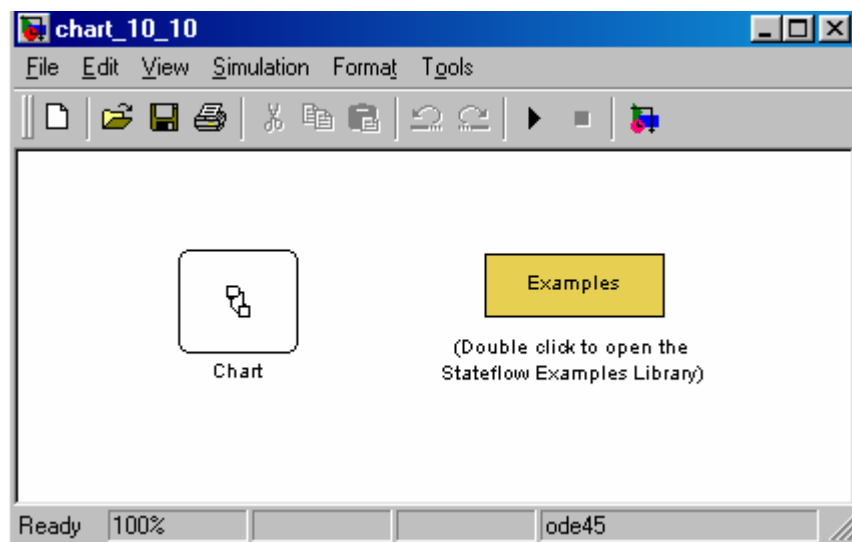 chart_10_10
File Edit View Simulation Format Tools
Examples
(Double click to open the
Stateflow Examples Library)
Chart
Ready 100% ode45